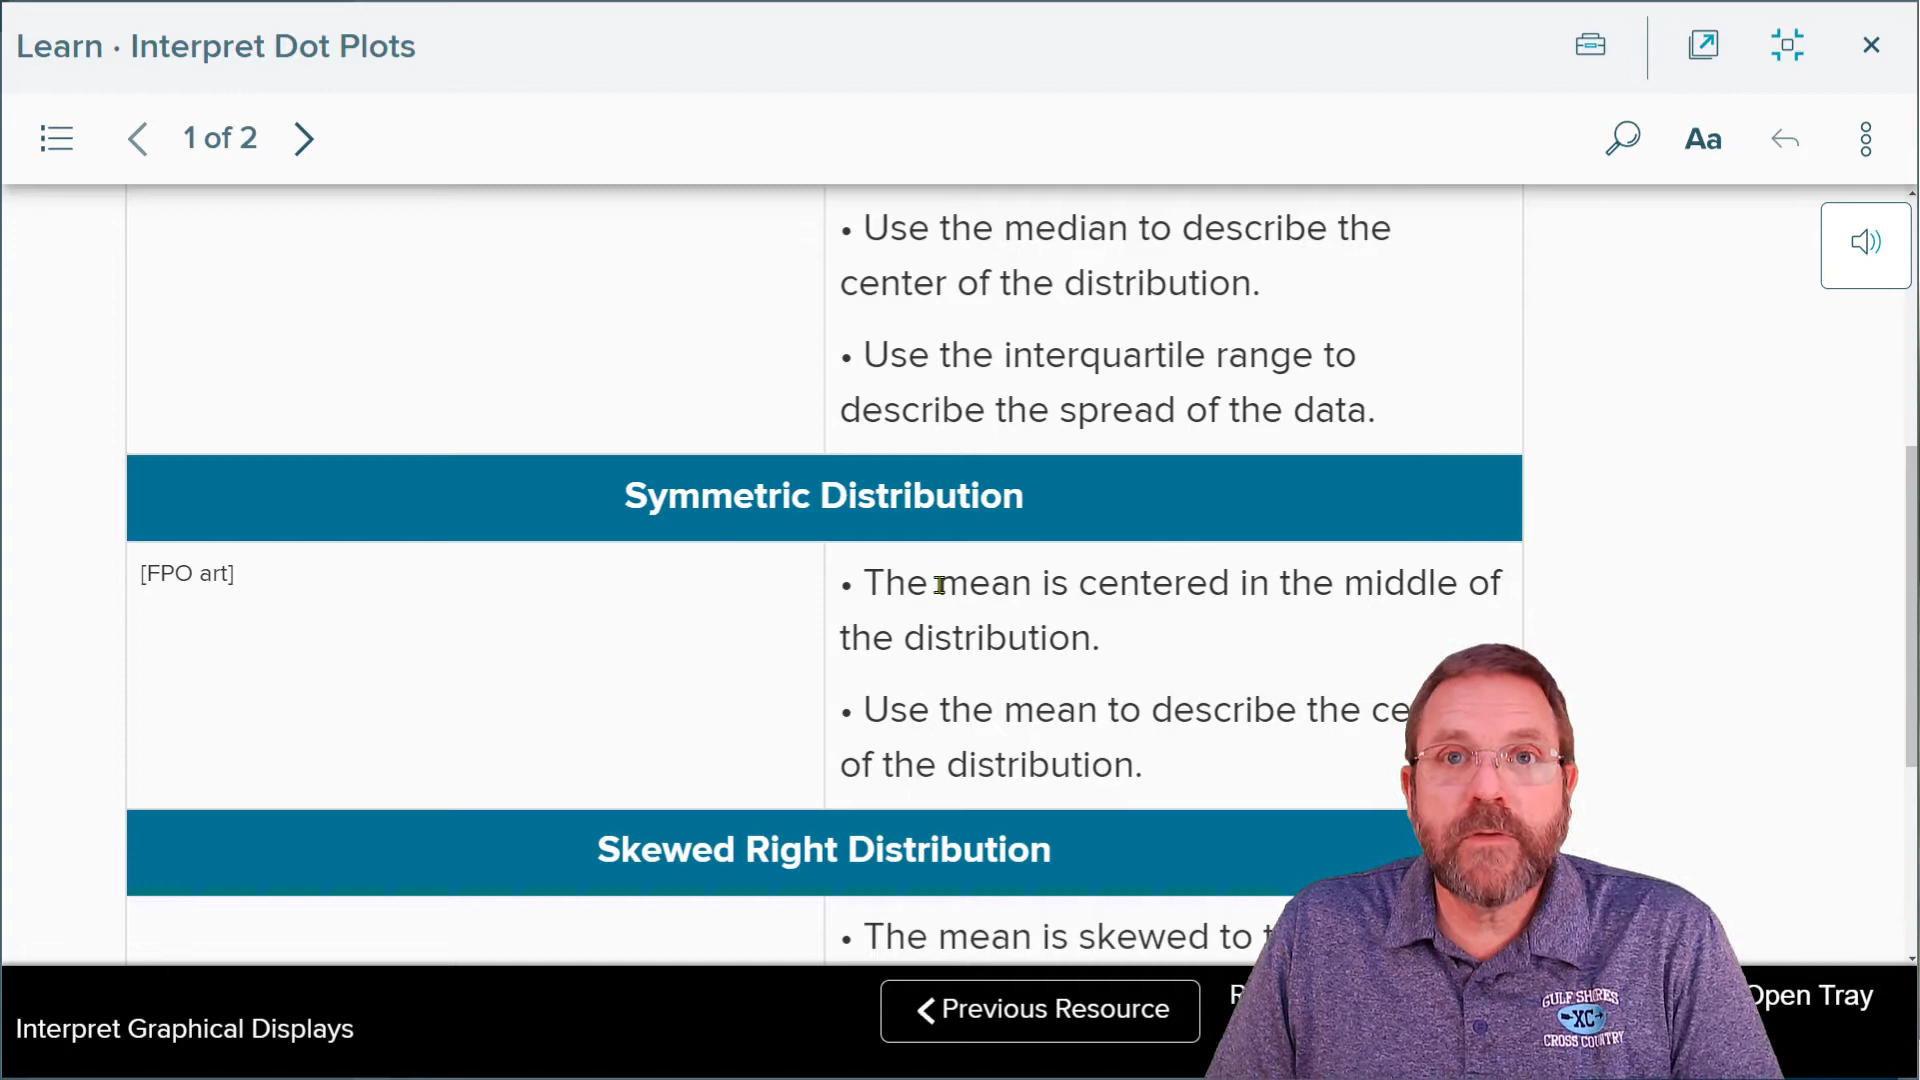 Learn · Interpret Dot Plots
1 of 2
Aa
• Use the median to describe the
center of the distribution.
• Use the interquartile range to
describe the spread of the data.
Symmetric Distribution
[FPO art]
• The mean is centered in the middle of
the distribution.
• Use the mean to describe the ce
of the distribution.
Skewed Right Distribution
• The mean is skewed to t
Interpret Graphical Displays
Previous Resource
R
Open Tray
GULF SHORES
XC
CROSS COUNTRY